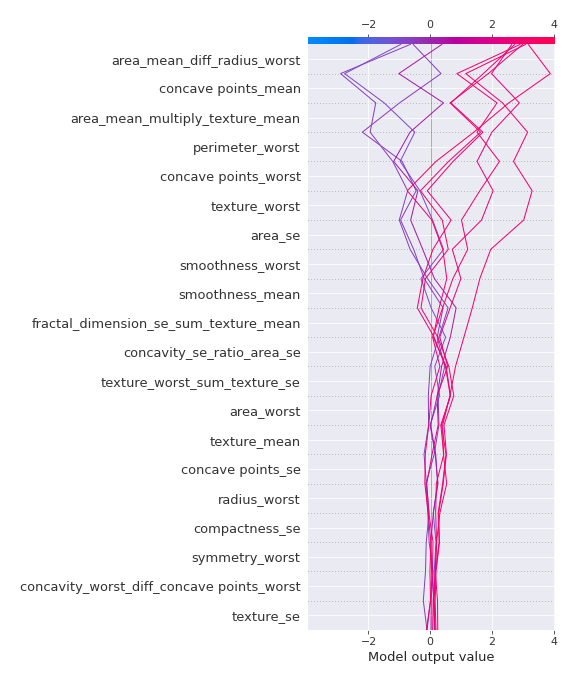 −2 0 2 4
area_mean_diff_radius_worst
concave points_mean
area_mean_multiply_texture_mean
perimeter_worst
concave points_worst
texture_worst
area_se
smoothness_worst
smoothness_mean
fractal_dimension_se_sum_texture_mean
concavity_se_ratio_area_se
texture_worst_sum_texture_se
area_worst
texture_mean
concave points_se
radius_worst
compactness_se
symmetry_worst
concavity_worst_diff_concave points_worst
texture_se
−2 0 2 4
Model output value